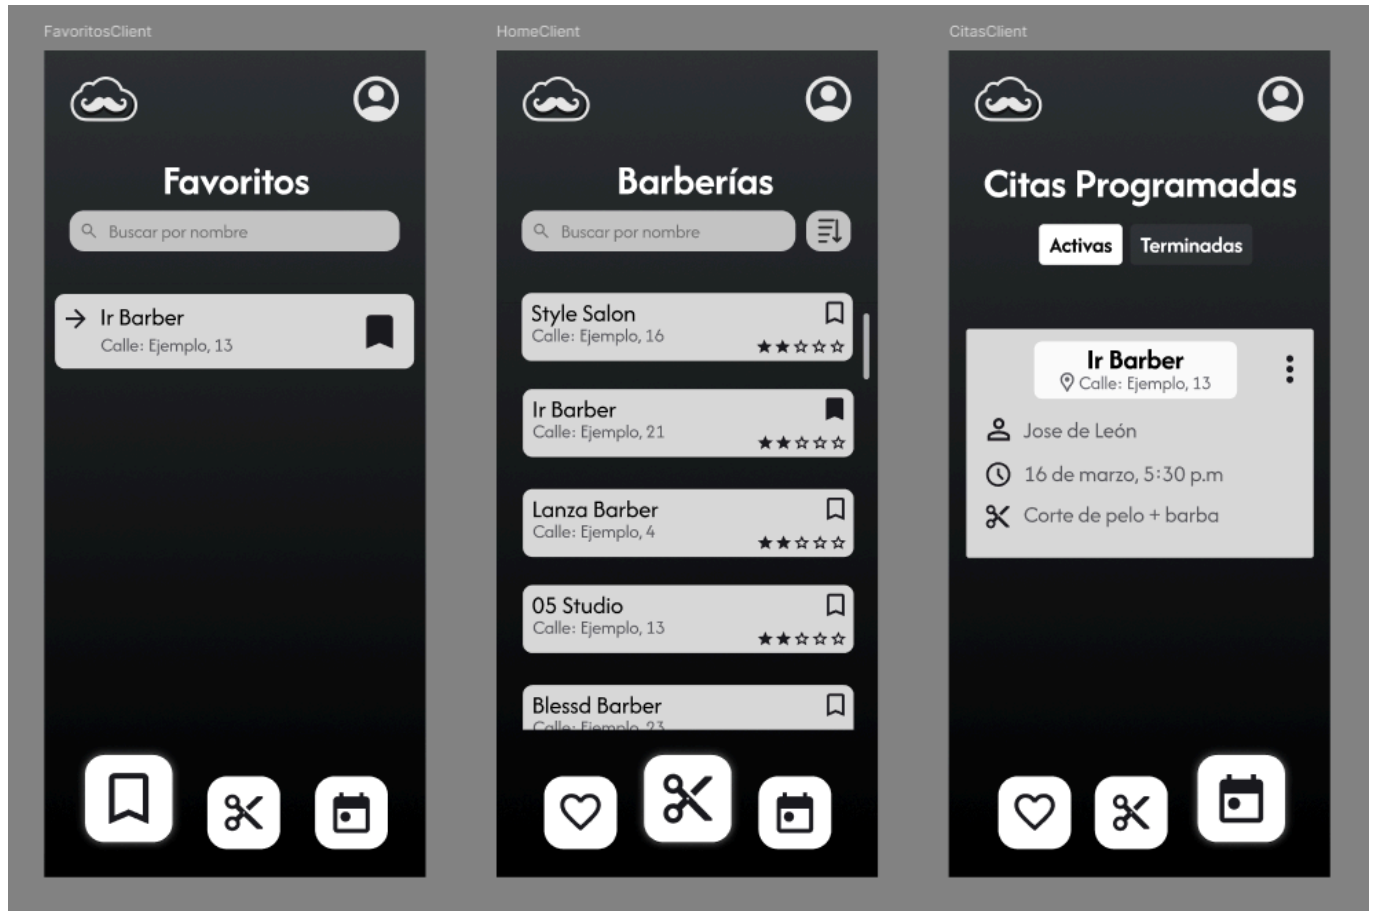 FavoritosClient
Favoritos
Buscar por nombre
Ir Barber
Calle: Ejemplo, 13
HomeClient
Barberías
Buscar por nombre
Style Salon
Calle: Ejemplo, 16
Ir Barber
Calle: Ejemplo, 21
Lanza Barber
Calle: Ejemplo, 4
05 Studio
Calle: Ejemplo, 13
Blessd Barber
Calle: Ejemplo, 23
CitasClient
Citas Programadas
Activas Terminadas
Ir Barber
Calle: Ejemplo, 13
Jose de León
16 de marzo, 5:30 p.m
Corte de pelo + barba